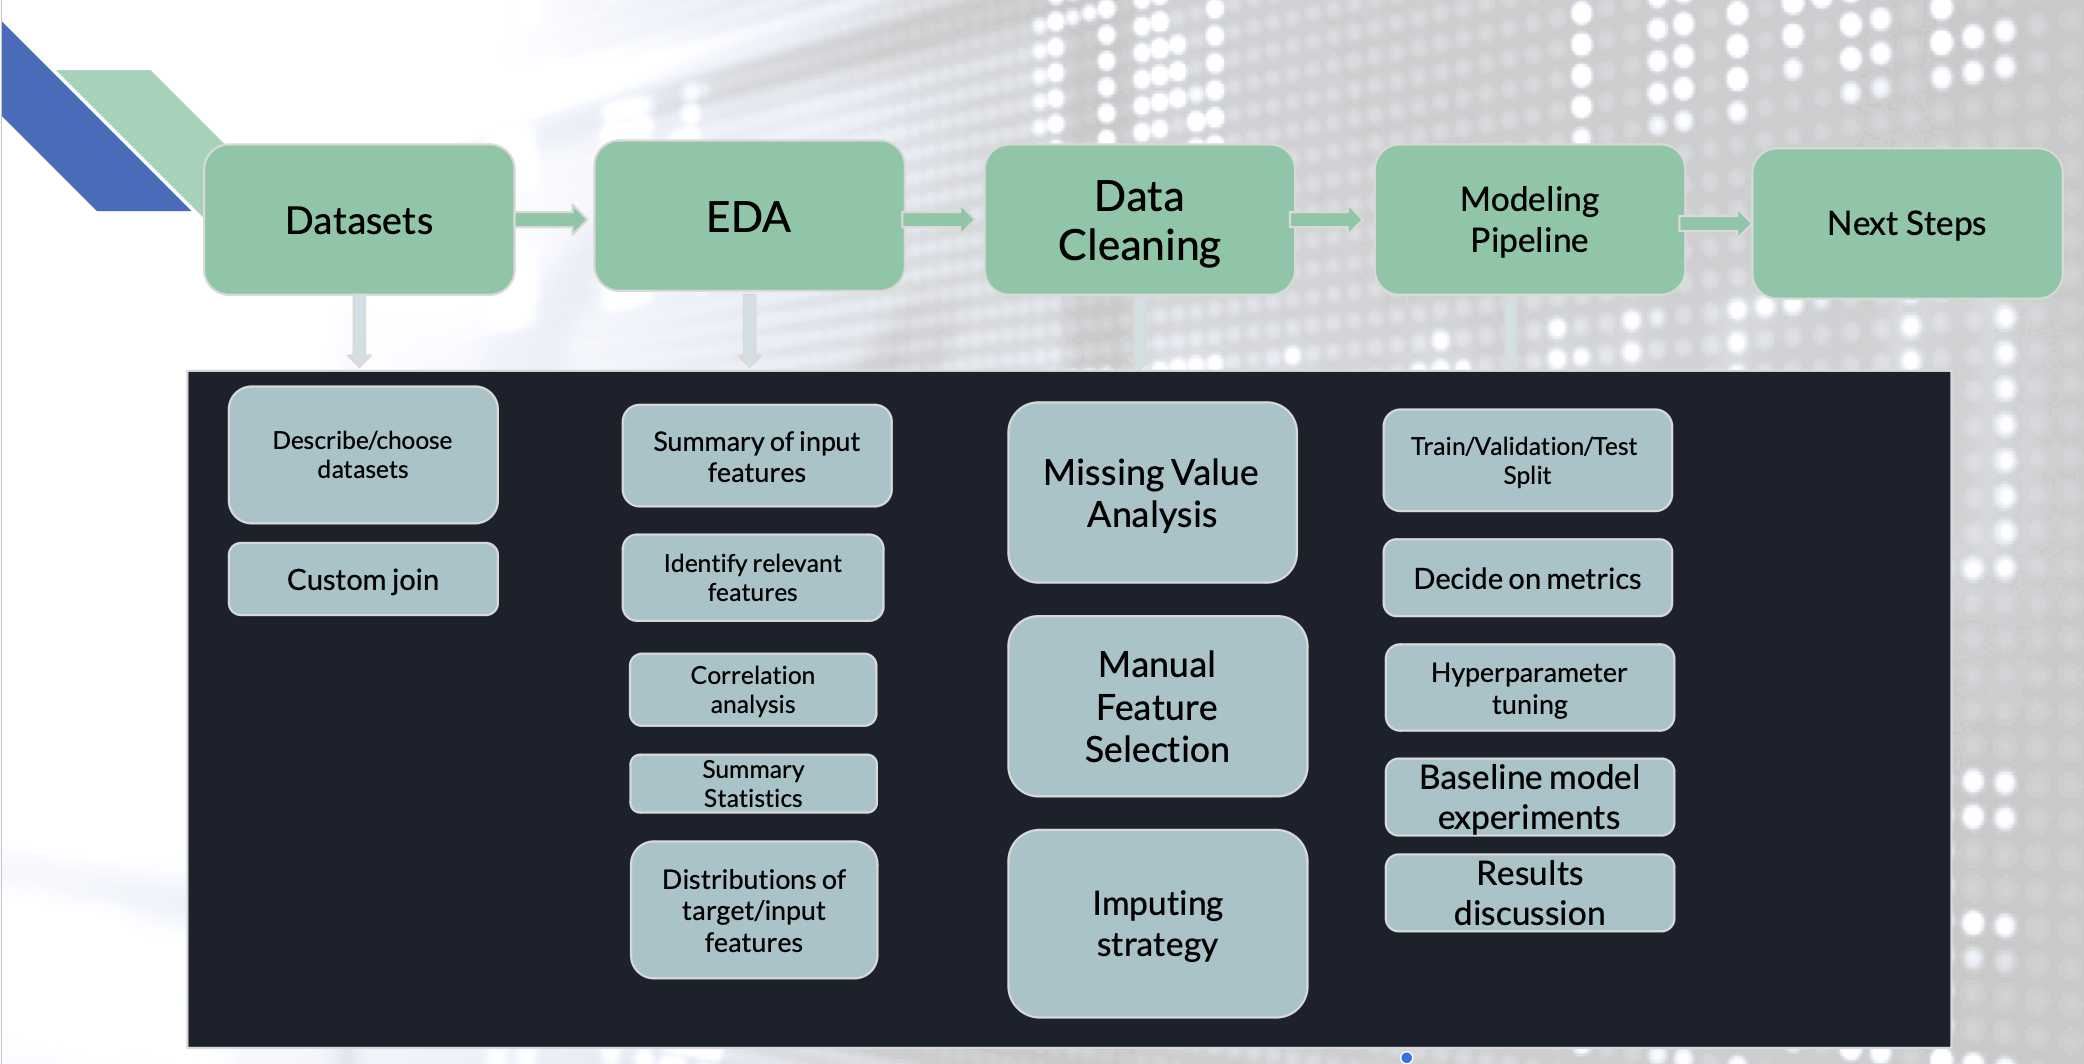 Datasets
EDA
Data
Cleaning
Modeling
Pipeline
Next Steps
Describe/choose
datasets
Custom join
Summary of input
features
Identify relevant
features
Correlation
analysis
Summary
Statistics
Distributions of
target/input
features
Missing Value
Analysis
Manual
Feature
Selection
Imputing
strategy
Train/Validation/Test
Split
Decide on metrics
Hyperparameter
tuning
Baseline model
experiments
Results
discussion